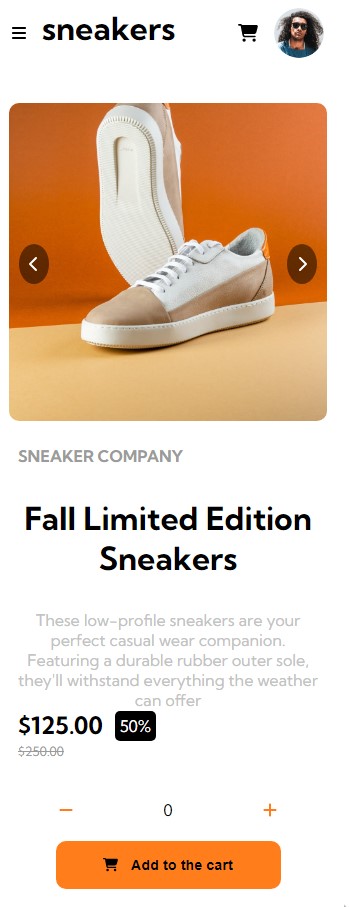 sneakers
SNEAKER COMPANY
Fall Limited Edition
Sneakers
These low-profile sneakers are your
perfect casual wear companion.
Featuring a durable rubber outer sole,
they'll withstand everything the weather
can offer
$125.00 50%
$250.00
0
Add to the cart